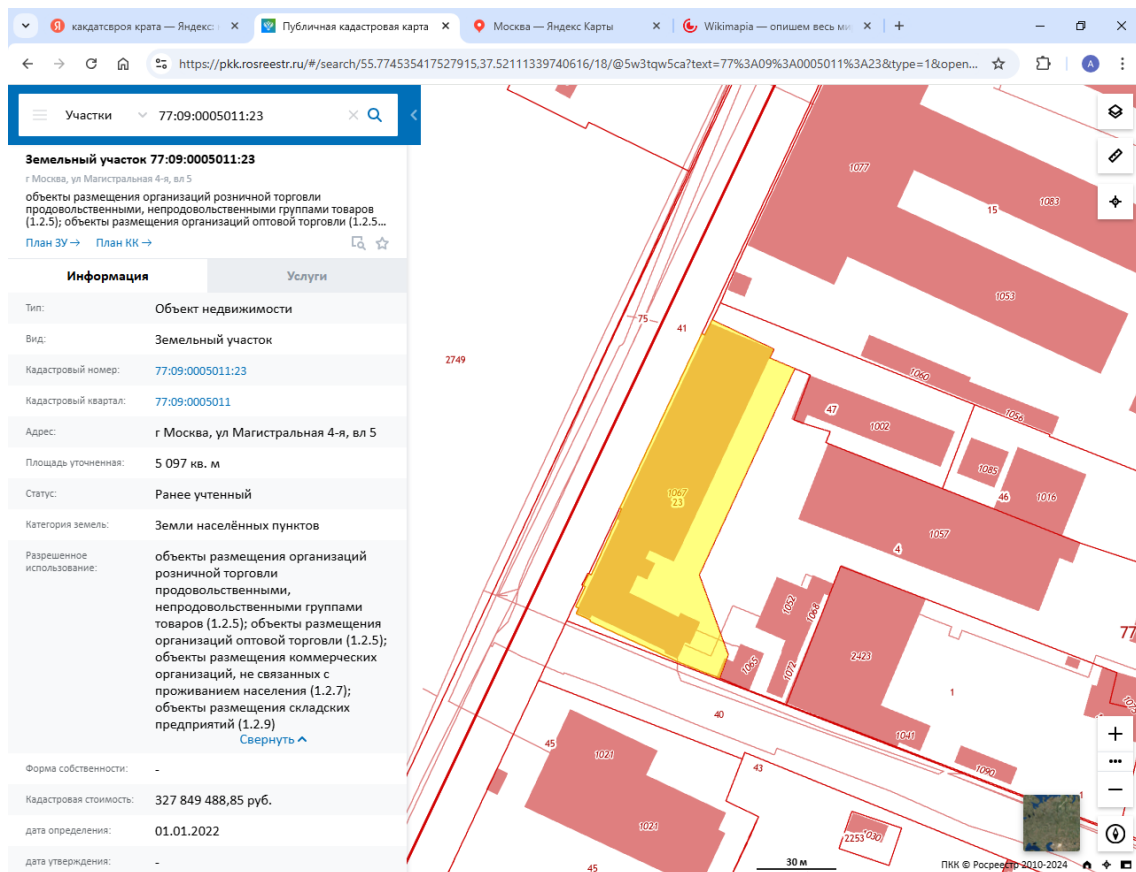 какдатсвроя крата — Яндекс:
Публичная кадастровая карта
Москва — Яндекс Карты
Wikimapia — опишем весь ми
https://pkk.rosreestr.ru/#/search/55.774535417527915,37.52111339740616/18/@5w3tqw5ca?text=77%3A09%3A0005011%3A23&type=1&open...
A
Участки 77:09:0005011:23
Земельный участок 77:09:0005011:23
г Москва, ул Магистральная 4-я, вл 5
объекты размещения организаций розничной торговли
продовольственными, непродовольственными группами товаров
(1.2.5); объекты размещения организаций оптовой торговли (1.2.5...
План ЗУ → План КК →
Информация Услуги
Тип: Объект недвижимости
Вид: Земельный участок
Кадастровый номер: 77:09:0005011:23
Кадастровый квартал: 77:09:0005011
Адрес: г Москва, ул Магистральная 4-я, вл 5
Площадь уточненная: 5 097 кв. м
Статус: Ранее учтенный
Категория земель: Земли населённых пунктов
Разрешенное
использование:
объекты размещения организаций
розничной торговли
продовольственными,
непродовольственными группами
товаров (1.2.5); объекты размещения
организаций оптовой торговли (1.2.5);
объекты размещения коммерческих
организаций, не связанных с
проживанием населения (1.2.7);
объекты размещения складских
предприятий (1.2.9)
Свернуть
Форма собственности: -
Кадастровая стоимость: 327 849 488,85 руб.
дата определения: 01.01.2022
дата утверждения: -
1077
1083
15
1053
75
41
2749
1060
1056
47
1002
1085
46
1016
1067
23
1057
4
1052
1068
77
2423
1065
1072
1
40
1041
45
1021
43
1090
1
1021
2253
1030
45
30 м
ПКК © Росреестр 2010-2024